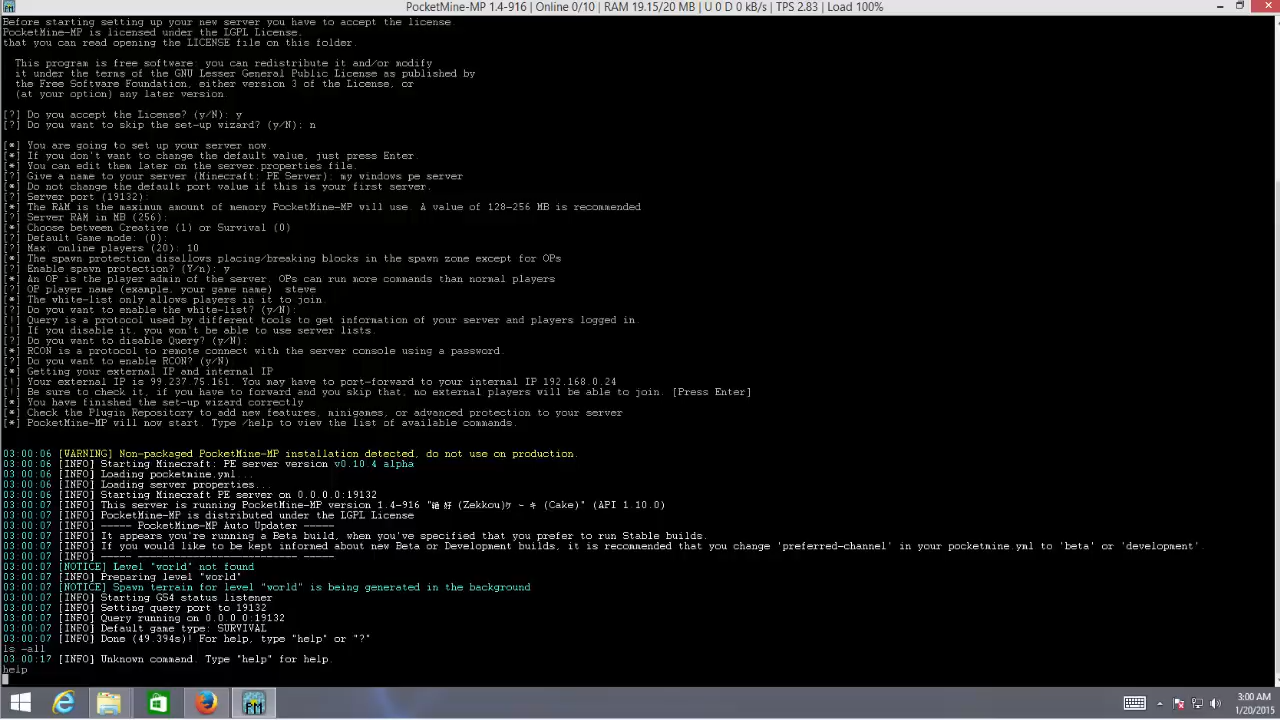 PocketMine-MP 1.4-916 | Online 0/10 | RAM 19.15/20 MB | U 0 D 0 kB/s | TPS 2.83 | Load 100%
Before starting setting up your new server you have to accept the license
PocketMine-MP is licensed under the LGPL License,
that you can read opening the LICENSE file on this folder.
This program is free software: you can redistribute it and/or modify
it under the terms of the GNU Lesser General Public License as published by
the Free Software Foundation, either version 3 of the License, or
(at your option) any later version.
[?] Do you accept the License? (y/N): y
[?] Do you want to skip the set-up wizard? (y/N): n
[*] You are going to set up your server now.
[*] If you don't want to change the default value, just press Enter.
[*] You can edit them later on the server.properties file.
[?] Give a name to your server (Minecraft: PE Server): my windows pe server
[*] Do not change the default port value if this is your first server.
[?] Server port (19132):
[*] The RAM is the maximum amount of memory PocketMine-MP will use. A value of 128-256 MB is recommended
[?] Server RAM in MB (256):
[*] Choose between Creative (1) or Survival (0)
[?] Default Game mode: (0):
[?] Max. online players (20): 10
[*] The spawn protection disallows placing/breaking blocks in the spawn zone except for OPs
[?] Enable spawn protection? (Y/n): y
[*] An OP is the player admin of the server. OPs can run more commands than normal players
[?] OP player name (example, your game name)  steve
[*] The white-list only allows players in it to join.
[?] Do you want to enable the white-list? (y/N):
[!] Query is a protocol used by different tools to get information of your server and players logged in.
[!] If you disable it, you won't be able to use server lists.
[?] Do you want to disable Query? (y/N):
[*] RCON is a protocol to remote connect with the server console using a password.
[?] Do you want to enable RCON? (y/N)
[*] Getting your external IP and internal IP
[!] Your external IP is 99.237.75.161. You may have to port-forward to your internal IP 192.168.0.24
[!] Be sure to check it, if you have to forward and you skip that, no external players will be able to join. [Press Enter]
[*] You have finished the set-up wizard correctly
[*] Check the Plugin Repository to add new features, minigames, or advanced protection to your server
[*] PocketMine-MP will now start. Type /help to view the list of available commands.
03:00:06 [WARNING] Non-packaged PocketMine-MP installation detected, do not use on production.
03:00:06 [INFO] Starting Minecraft: PE server version v0.10.4 alpha
03:00:06 [INFO] Loading pocketmine.yml...
03:00:06 [INFO] Loading server properties...
03:00:06 [INFO] Starting Minecraft PE server on 0.0.0.0:19132
03:00:07 [INFO] This server is running PocketMine-MP version 1.4-916 "絶好 (Zekkou)ケーキ (Cake)" (API 1.10.0)
03:00:07 [INFO] PocketMine-MP is distributed under the LGPL License
03:00:07 [INFO] ----- PocketMine-MP Auto Updater -----
03:00:07 [INFO] It appears you're running a Beta build, when you've specified that you prefer to run Stable builds.
03:00:07 [INFO] If you would like to be kept informed about new Beta or Development builds, it is recommended that you change 'preferred-channel' in your pocketmine.yml to 'beta' or 'development'.
03:00:07 [INFO] ----- -------------------------- -----
03:00:07 [NOTICE] Level "world" not found
03:00:07 [INFO] Preparing level "world"
03:00:07 [NOTICE] Spawn terrain for level "world" is being generated in the background
03:00:07 [INFO] Starting GS4 status listener
03:00:07 [INFO] Setting query port to 19132
03:00:07 [INFO] Query running on 0.0.0.0:19132
03:00:07 [INFO] Default game type: SURVIVAL
03:00:07 [INFO] Done (49.394s)! For help, type "help" or "?"
ls -all
03:00:17 [INFO] Unknown command. Type "help" for help.
help
PM
3:00 AM
1/20/2015